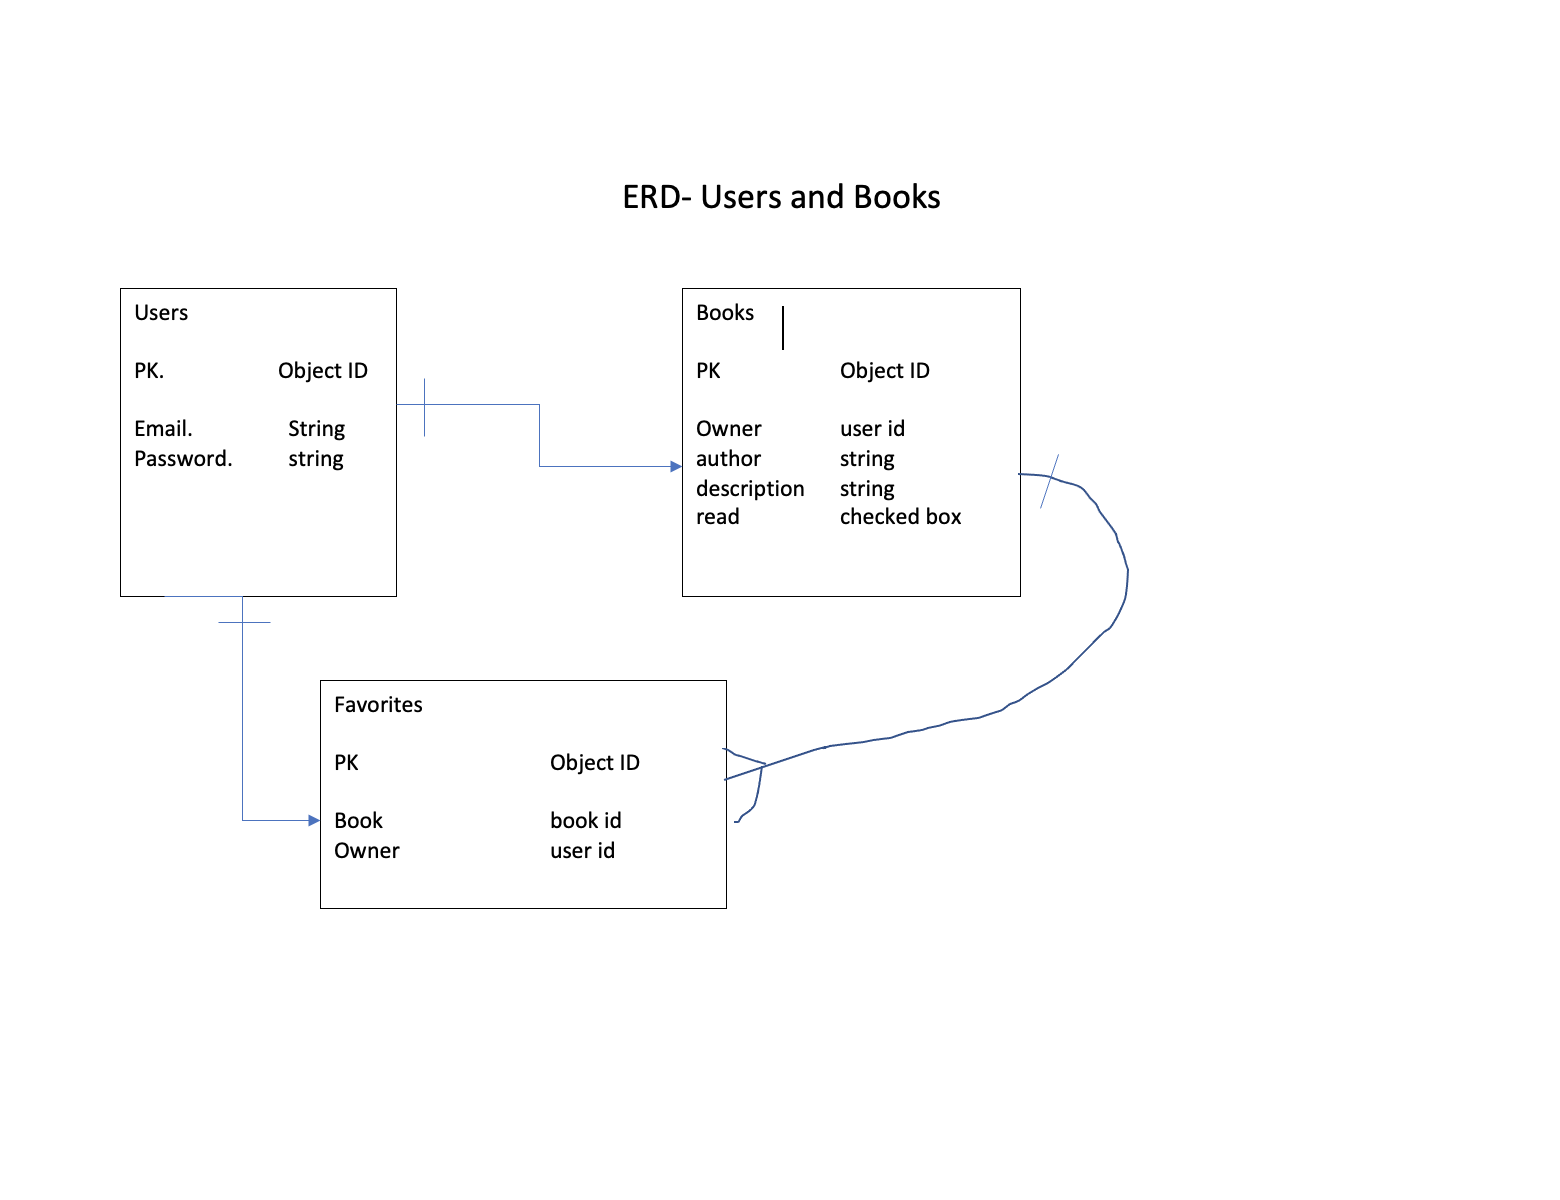 ERD- Users and Books
Users
PK. Object ID
Email. String
Password. string
Books
PK Object ID
Owner user id
author string
description string
read checked box
Favorites
PK Object ID
Book book id
Owner user id